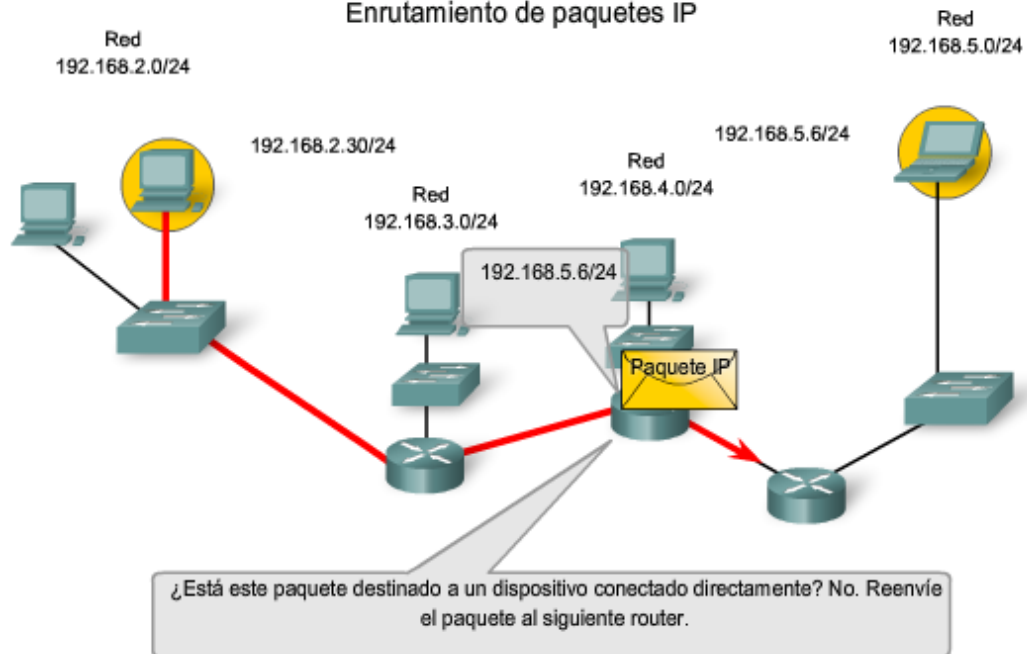 Enrutamiento de paquetes IP
Red
192.168.2.0/24
Red
192.168.5.0/24
192.168.2.30/24
192.168.5.6/24
Red
192.168.3.0/24
Red
192.168.4.0/24
192.168.5.6/24
Paquete IP
¿Está este paquete destinado a un dispositivo conectado directamente? No. Reenvíe
el paquete al siguiente router.